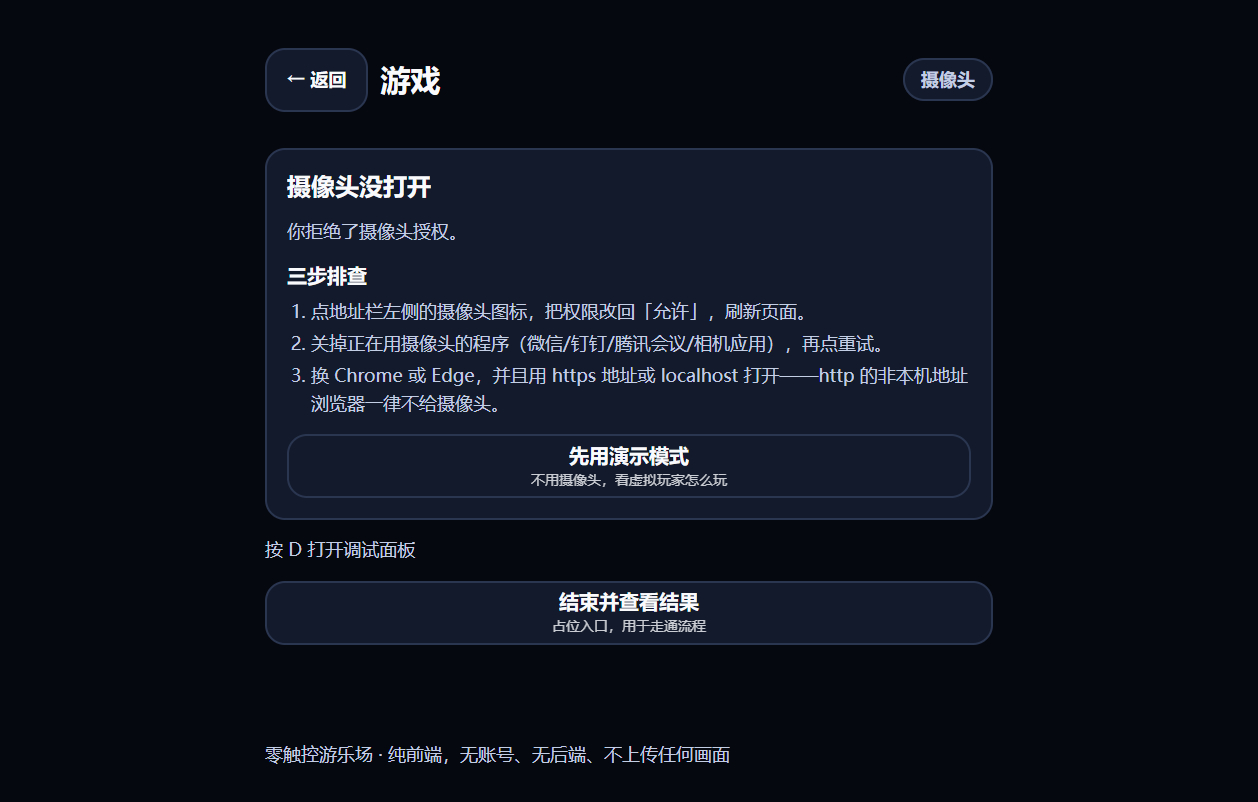 ← 返回
游戏
摄像头
摄像头没打开
你拒绝了摄像头授权。
三步排查
1. 点地址栏左侧的摄像头图标，把权限改回「允许」，刷新页面。
2. 关掉正在用摄像头的程序（微信/钉钉/腾讯会议/相机应用），再点重试。
3. 换 Chrome 或 Edge，并且用 https 地址或 localhost 打开——http 的非本机地址
浏览器一律不给摄像头。
先用演示模式
不用摄像头，看虚拟玩家怎么玩
按 D 打开调试面板
结束并查看结果
占位入口，用于走通流程
零触控游乐场 · 纯前端，无账号、无后端、不上传任何画面